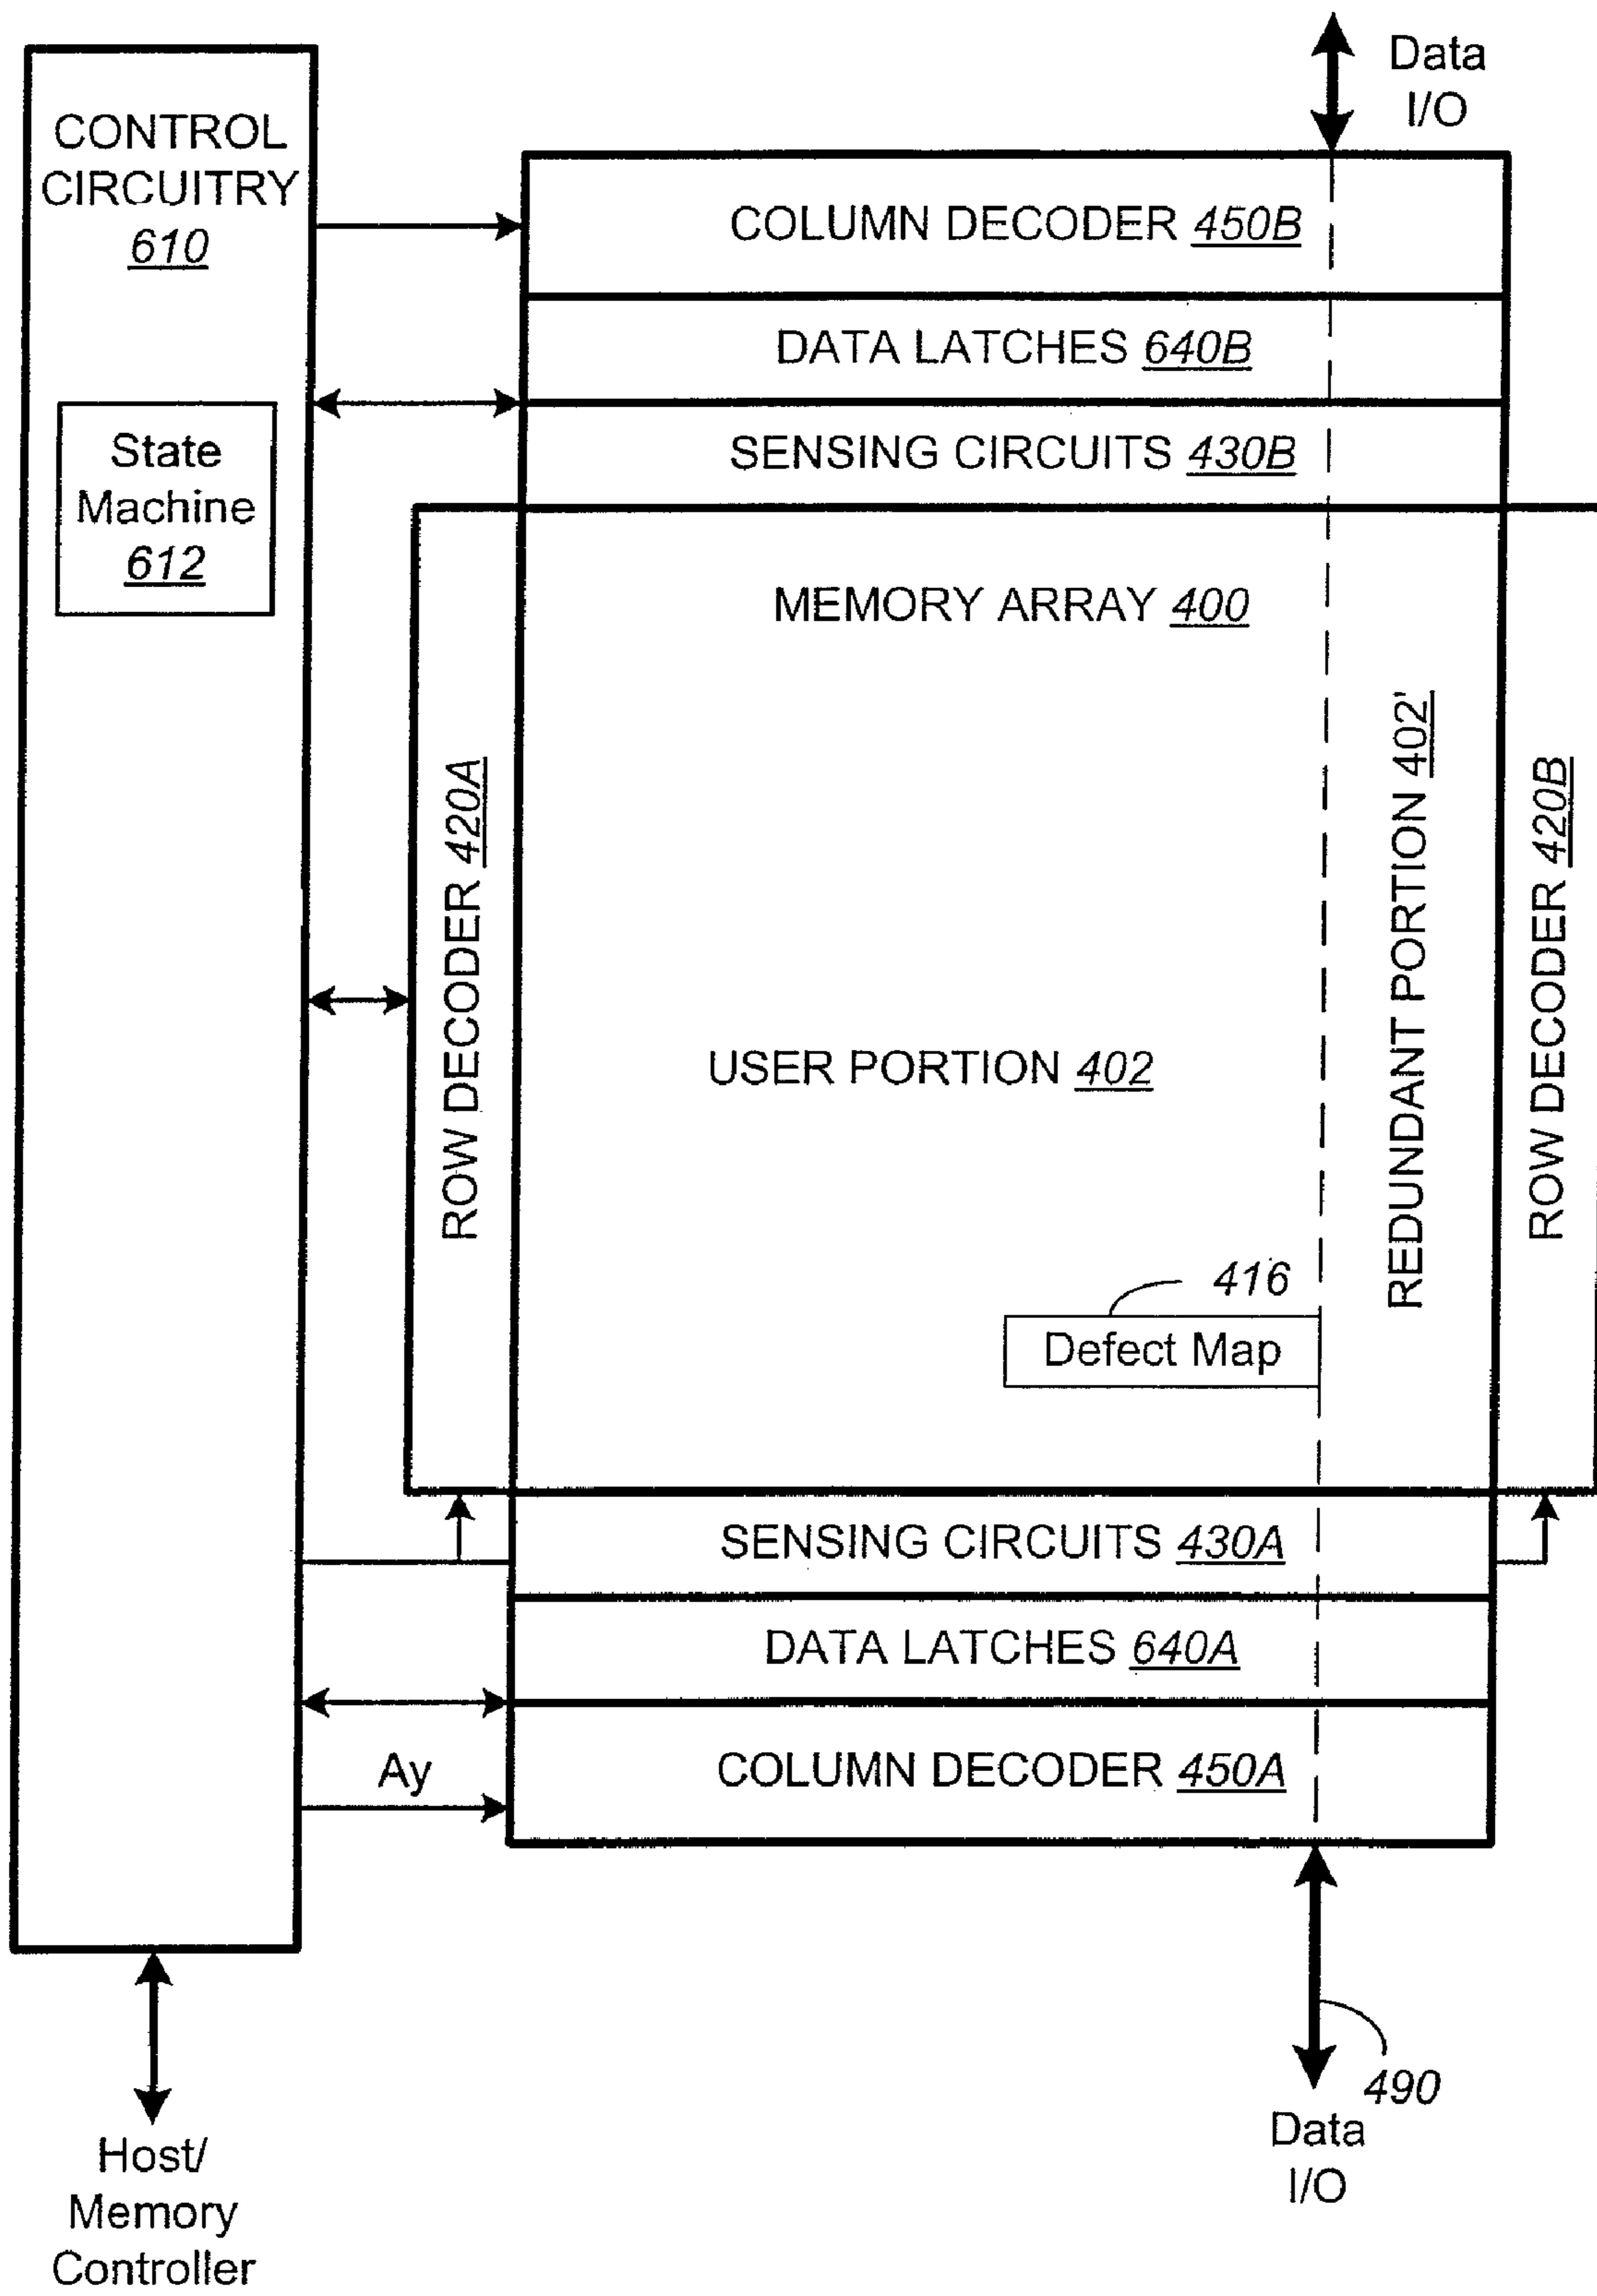 Data
I/O
CONTROL
CIRCUITRY
610
COLUMN DECODER 450B
DATA LATCHES 640B
State
Machine
612
SENSING CIRCUITS 430B
MEMORY ARRAY 400
ROW DECODER 420A
USER PORTION 402
REDUNDANT PORTION 402'
ROW DECODER 420B
416
Defect Map
SENSING CIRCUITS 430A
DATA LATCHES 640A
Ay
COLUMN DECODER 450A
490
Data
I/O
Host/
Memory
Controller